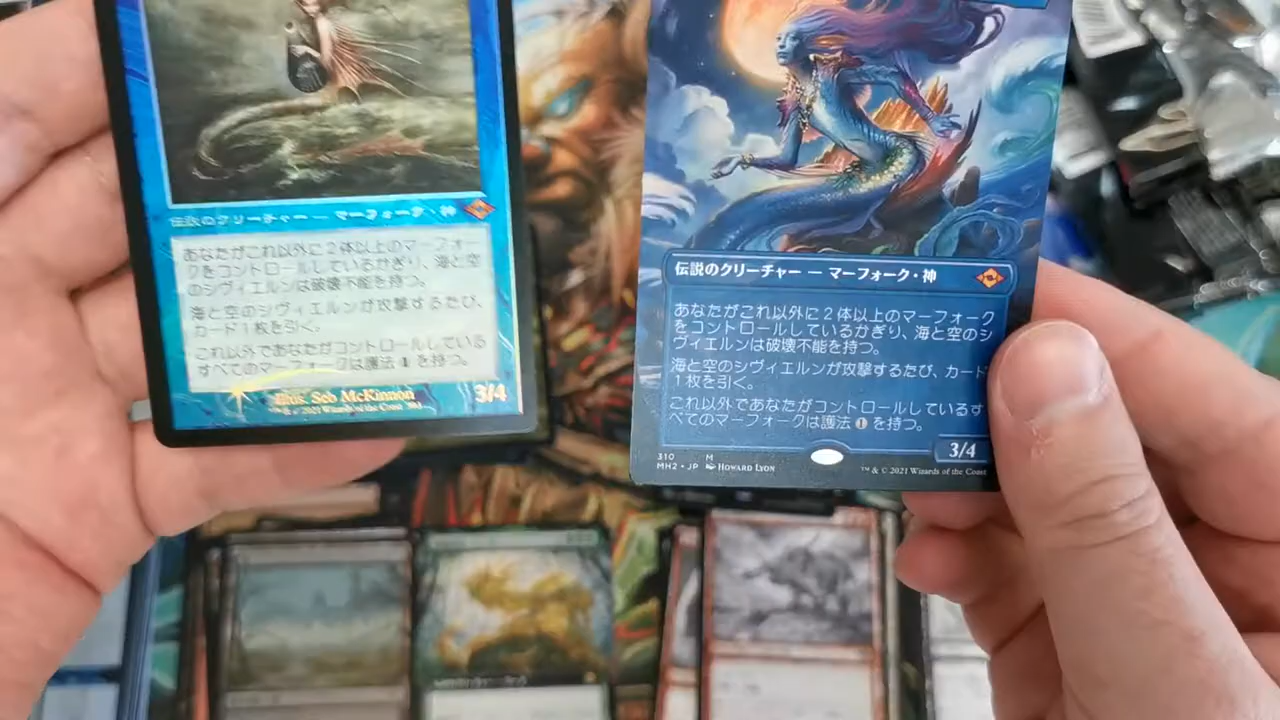 伝説のクリーチャー — マーフォーク・神
あなたがこれ以外に2体以上のマーフォー
クをコントロールしているかぎり、海と空
のシヴィエルンは破壊不能を持つ。
海と空のシヴィエルンが攻撃するたび、
カード1枚を引く。
これ以外であなたがコントロールしている
すべてのマーフォークは護法 1 を持つ。
Illus. Seb McKinnon
™ & © 2021 Wizards of the Coast
3/4
伝説のクリーチャー — マーフォーク・神
あなたがこれ以外に2体以上のマーフォーク
をコントロールしているかぎり、海と空のシ
ヴィエルンは破壊不能を持つ。
海と空のシヴィエルンが攻撃するたび、カード
1枚を引く。
これ以外であなたがコントロールしているす
べてのマーフォークは護法 1 を持つ。
3/4
310 M
MH2 • JP Howard Lyon
™ & © 2021 Wizards of the Coast